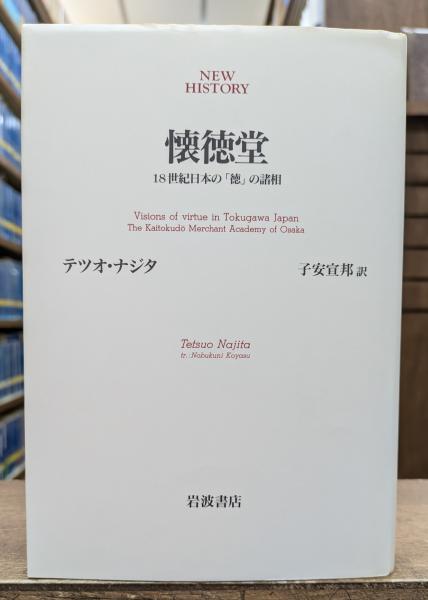 NEW
HISTORY
懐徳堂
18世紀日本の「徳」の諸相
Visions of virtue in Tokugawa Japan
The Kaitokudō Merchant Academy of Osaka
テツオ・ナジタ
子安宣邦 訳
Tetsuo Najita
tr.:Nobukuni Koyasu
岩波書店